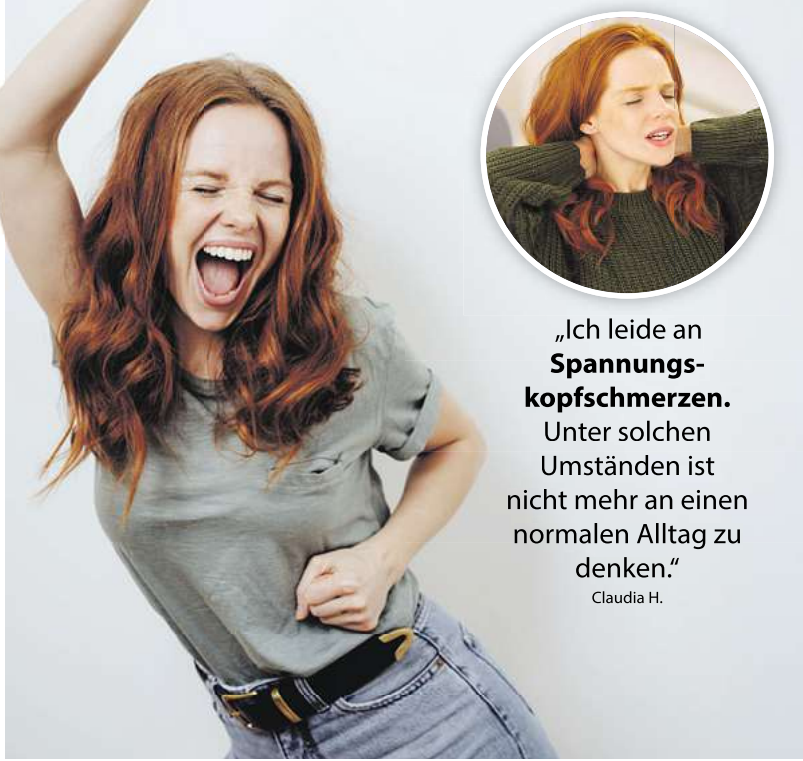 „Ich leide an
Spannungs-
kopfschmerzen.
Unter solchen
Umständen ist
nicht mehr an einen
normalen Alltag zu
denken.“
Claudia H.